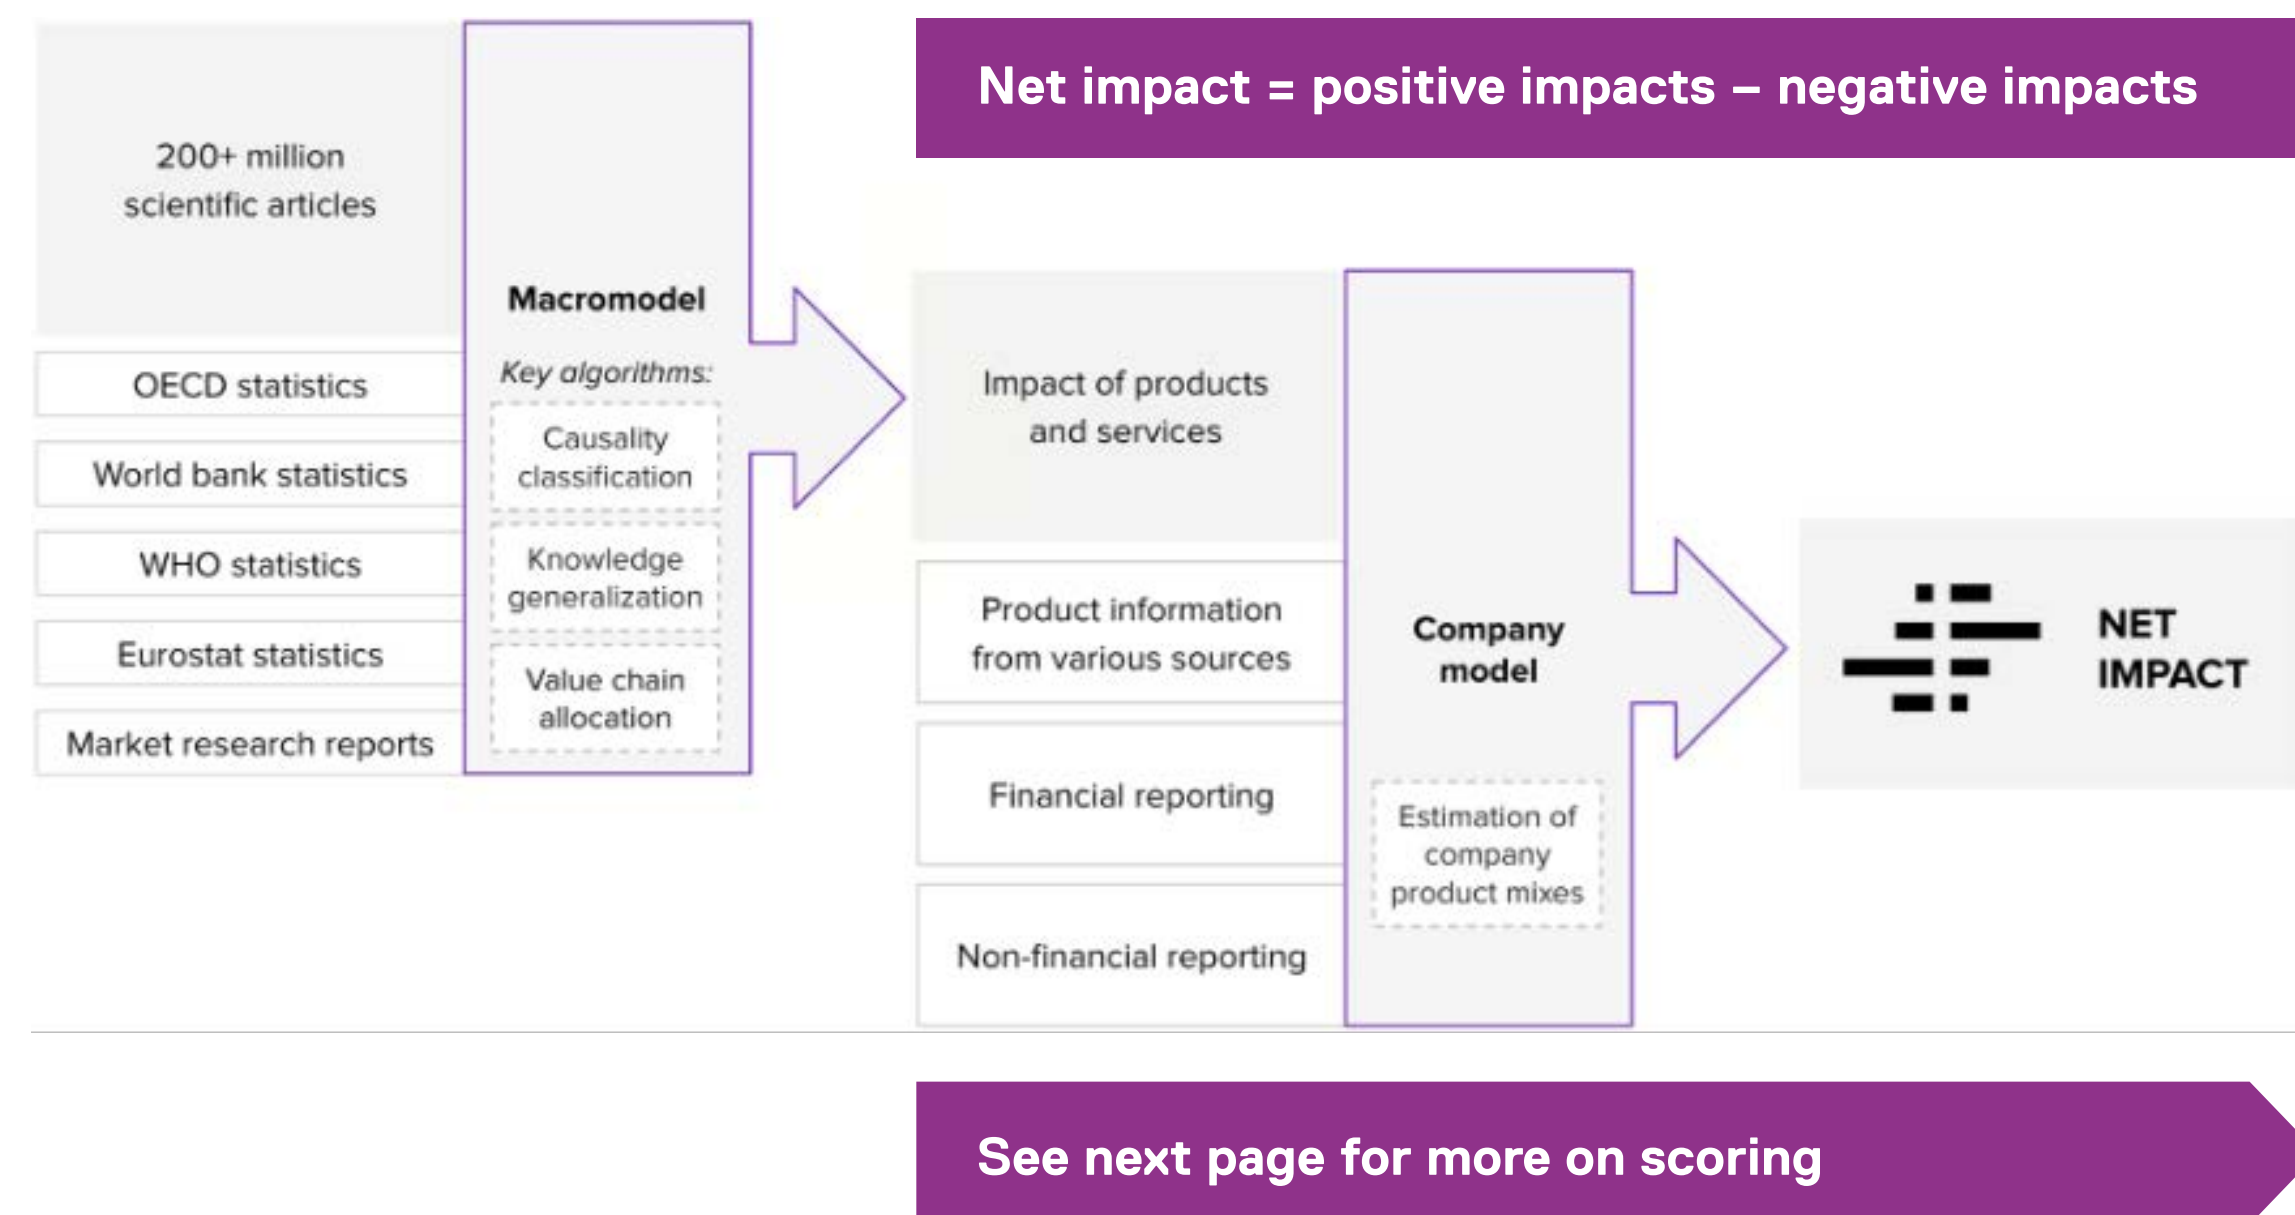 Net impact = positive impacts – negative impacts
200+ million
scientific articles
OECD statistics
World bank statistics
WHO statistics
Eurostat statistics
Market research reports
Macromodel
Key algorithms:
Causality
classification
Knowledge
generalization
Value chain
allocation
Impact of products
and services
Product information
from various sources
Financial reporting
Non-financial reporting
Company
model
Estimation of
company
product mixes
NET
IMPACT
See next page for more on scoring